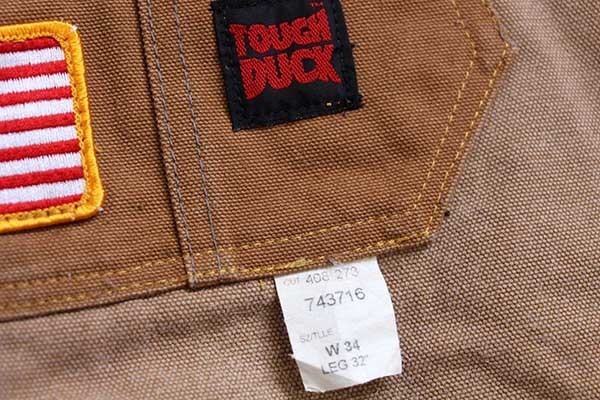 TOUGH
DUCK
CUT 408 273
743716
SZ/TLLE
W 34
LEG 32"